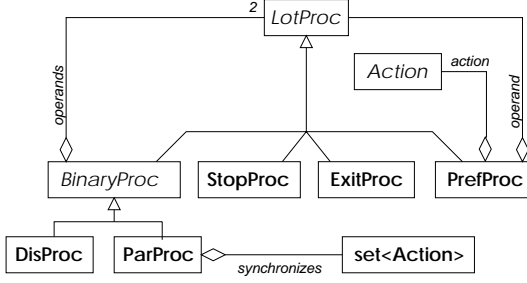 2
LotProc
operands
Action
action
operand
BinaryProc
StopProc
ExitProc
PrefProc
DisProc
ParProc
synchronizes
set<Action>